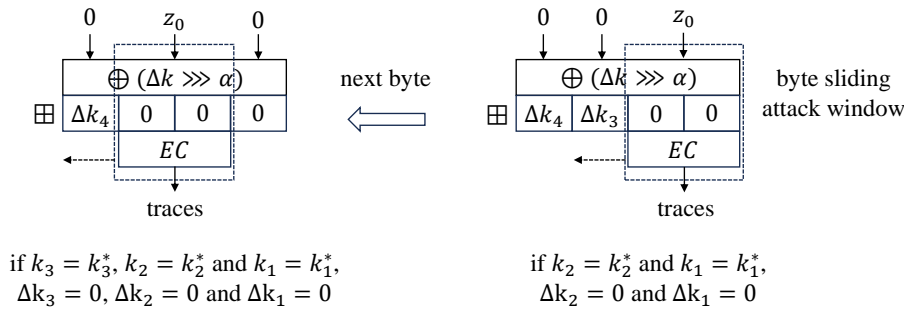 0 z₀ 0
⊕ (Δk ⋙ α)
⊞ Δk₄ 0 0 0
EC
traces
if k₃ = k₃*, k₂ = k₂* and k₁ = k₁*,
Δk₃ = 0, Δk₂ = 0 and Δk₁ = 0
next byte
0 0 z₀
⊕ (Δk ⋙ α)
⊞ Δk₄ Δk₃ 0 0
EC
traces
if k₂ = k₂* and k₁ = k₁*,
Δk₂ = 0 and Δk₁ = 0
byte sliding
attack window